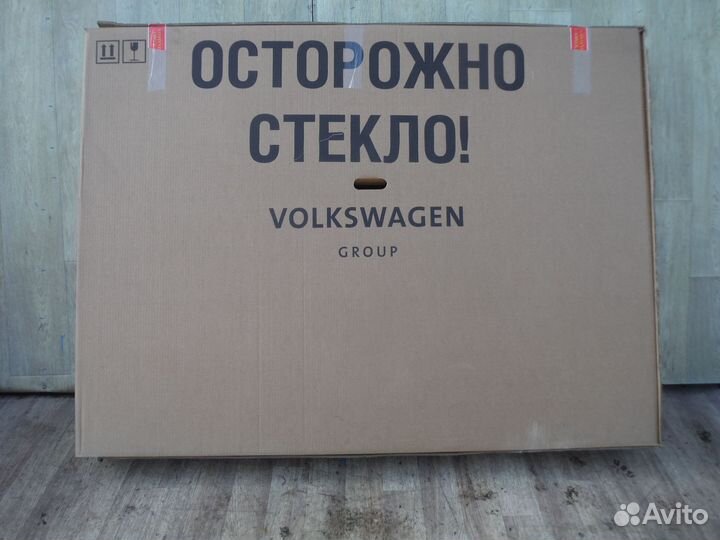 ОСТОРОЖНО
СТЕКЛО!
VOLKSWAGEN
GROUP
Avito